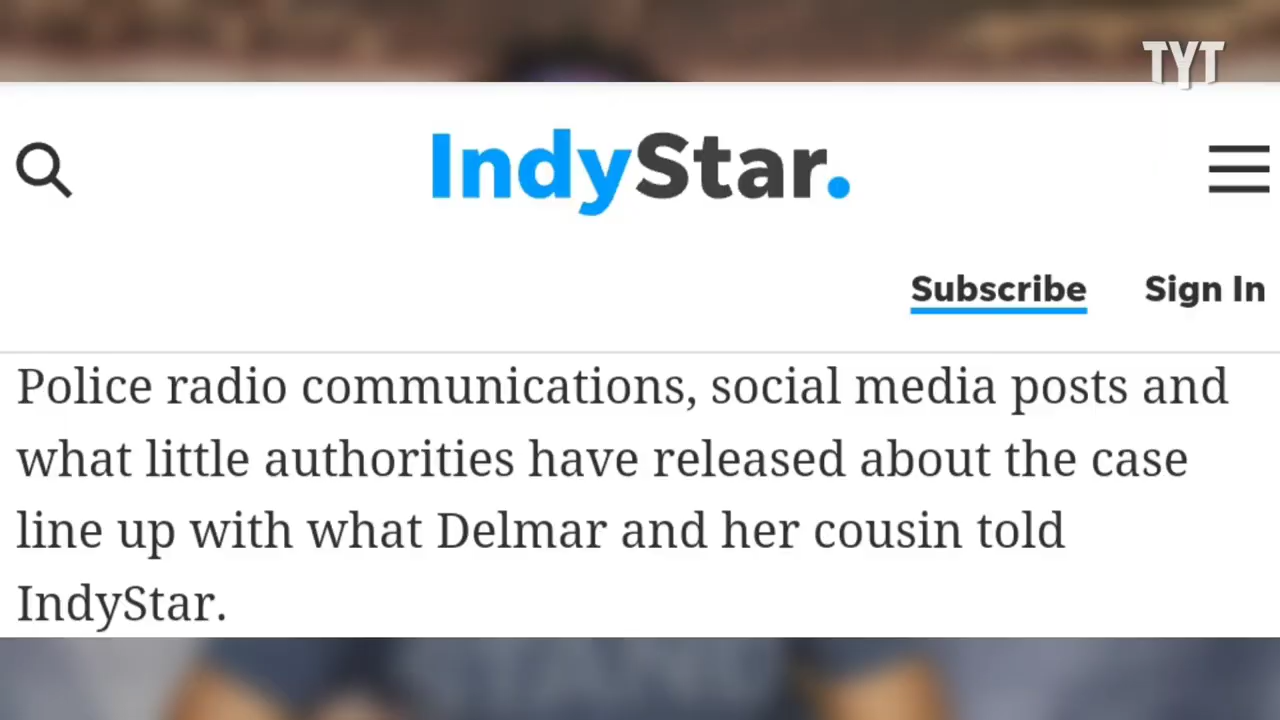 TYT
IndyStar.
Subscribe Sign In
Police radio communications, social media posts and
what little authorities have released about the case
line up with what Delmar and her cousin told
IndyStar.